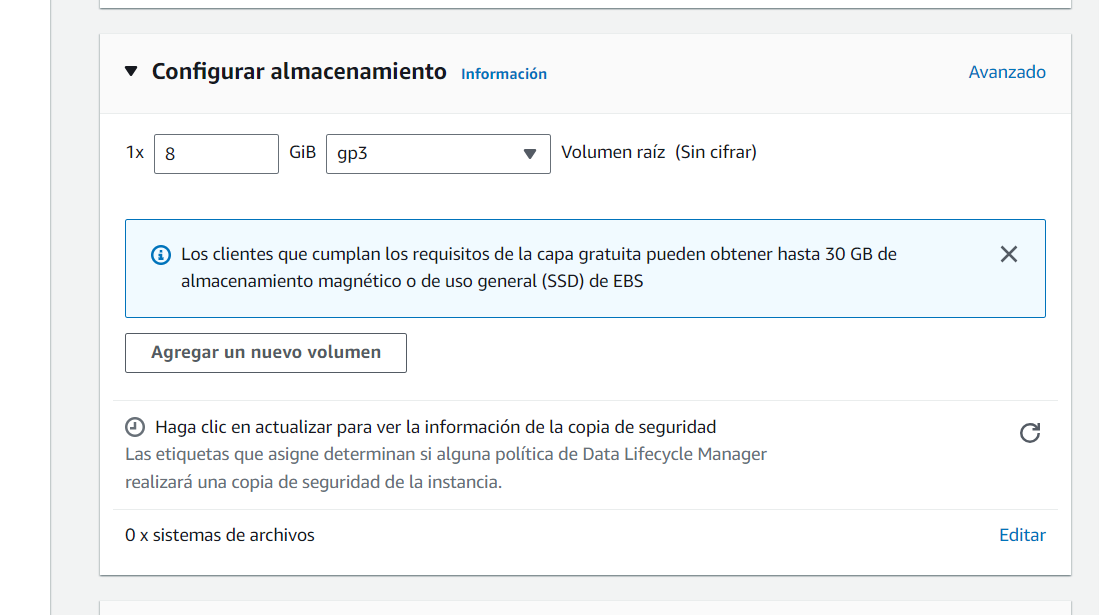 Configurar almacenamiento Información Avanzado
1x 8 GiB gp3 Volumen raíz (Sin cifrar)
Los clientes que cumplan los requisitos de la capa gratuita pueden obtener hasta 30 GB de
almacenamiento magnético o de uso general (SSD) de EBS
Agregar un nuevo volumen
Haga clic en actualizar para ver la información de la copia de seguridad
Las etiquetas que asigne determinan si alguna política de Data Lifecycle Manager
realizará una copia de seguridad de la instancia.
0 x sistemas de archivos Editar